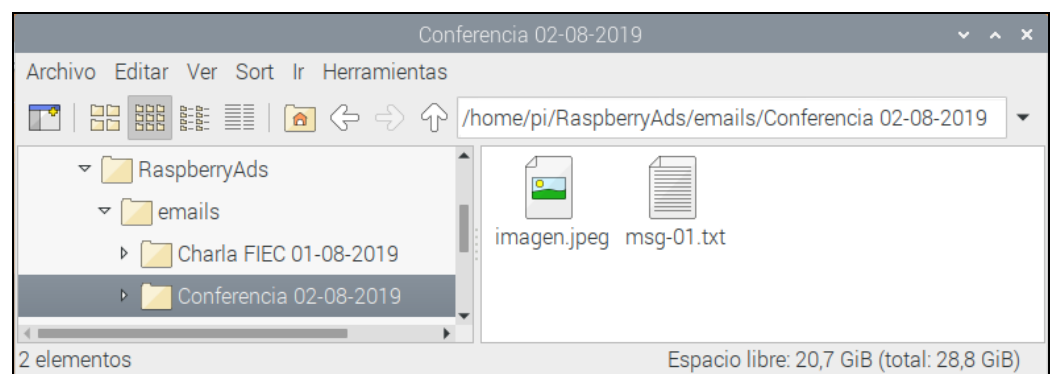 Conferencia 02-08-2019
Archivo Editar Ver Sort Ir Herramientas
/home/pi/RaspberryAds/emails/Conferencia 02-08-2019
RaspberryAds
emails
Charla FIEC 01-08-2019
Conferencia 02-08-2019
imagen.jpeg msg-01.txt
2 elementos Espacio libre: 20,7 GiB (total: 28,8 GiB)